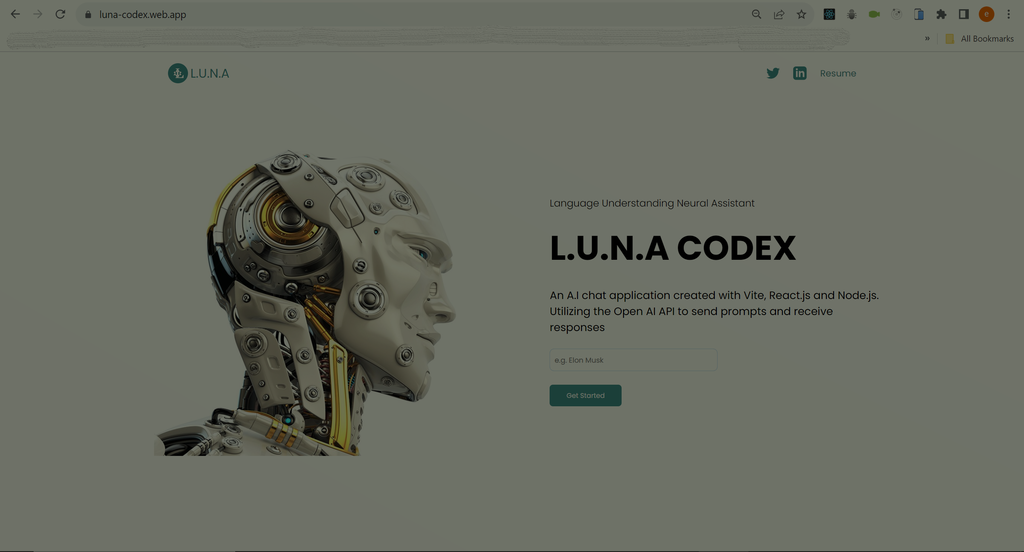 luna-codex.web.app
e
»
All Bookmarks
L.U.N.A
Resume
Language Understanding Neural Assistant
L.U.N.A CODEX
An A.I chat application created with Vite, React.js and Node.js.
Utilizing the Open AI API to send prompts and receive
responses
e.g. Elon Musk
Get Started